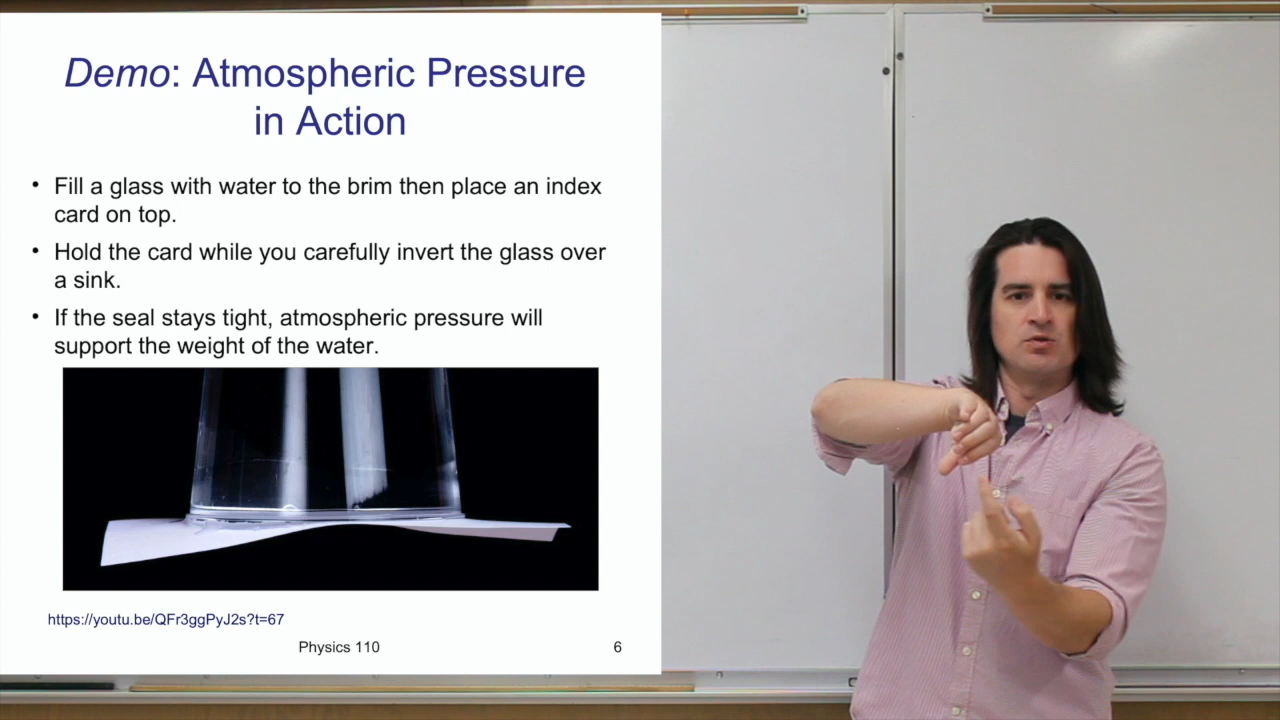 Demo: Atmospheric Pressure
in Action
• Fill a glass with water to the brim then place an index
card on top.
• Hold the card while you carefully invert the glass over
a sink.
• If the seal stays tight, atmospheric pressure will
support the weight of the water.
https://youtu.be/QFr3ggPyJ2s?t=67
Physics 110
6